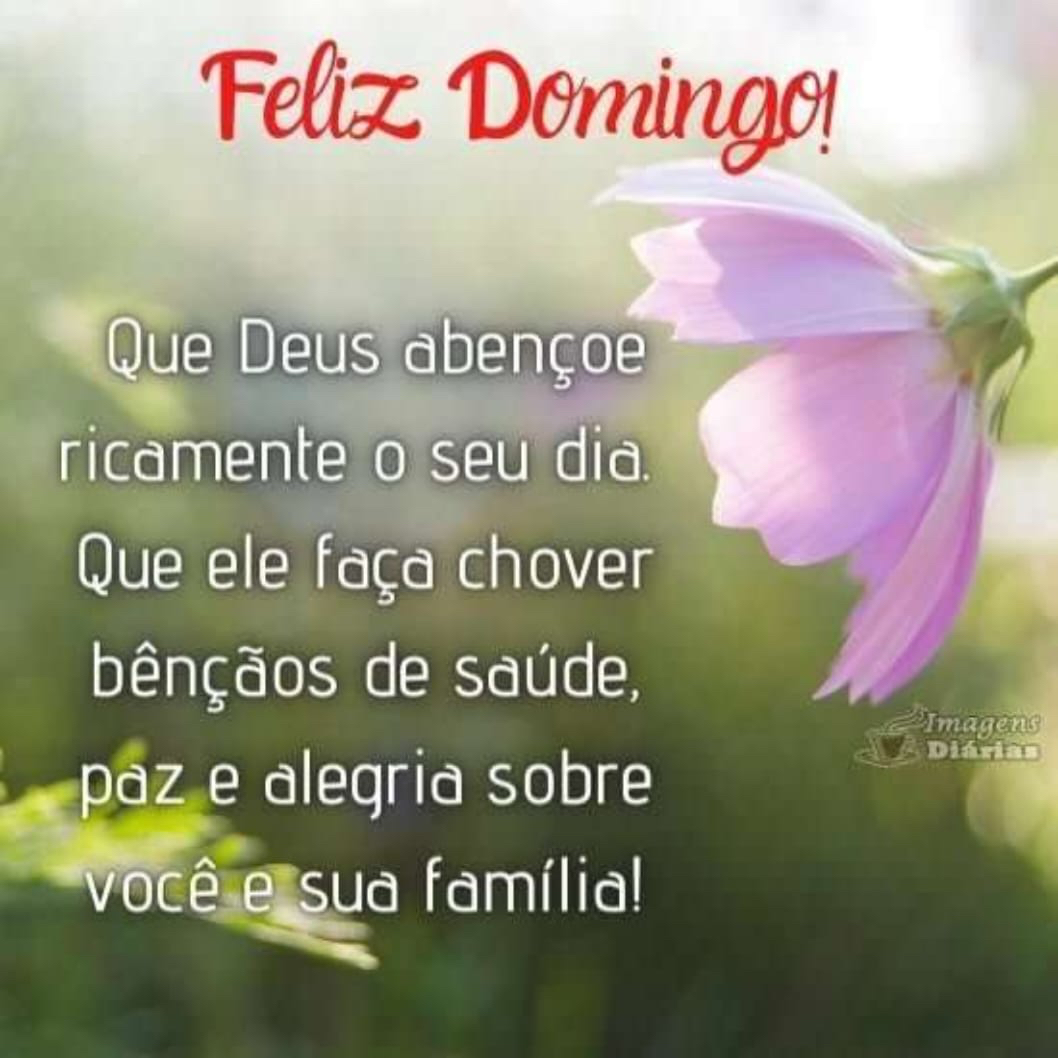 Feliz Domingo!
Que Deus abençoe
ricamente o seu dia.
Que ele faça chover
bênçãos de saúde,
paz e alegria sobre
você e sua família!
Imagens
Diárias